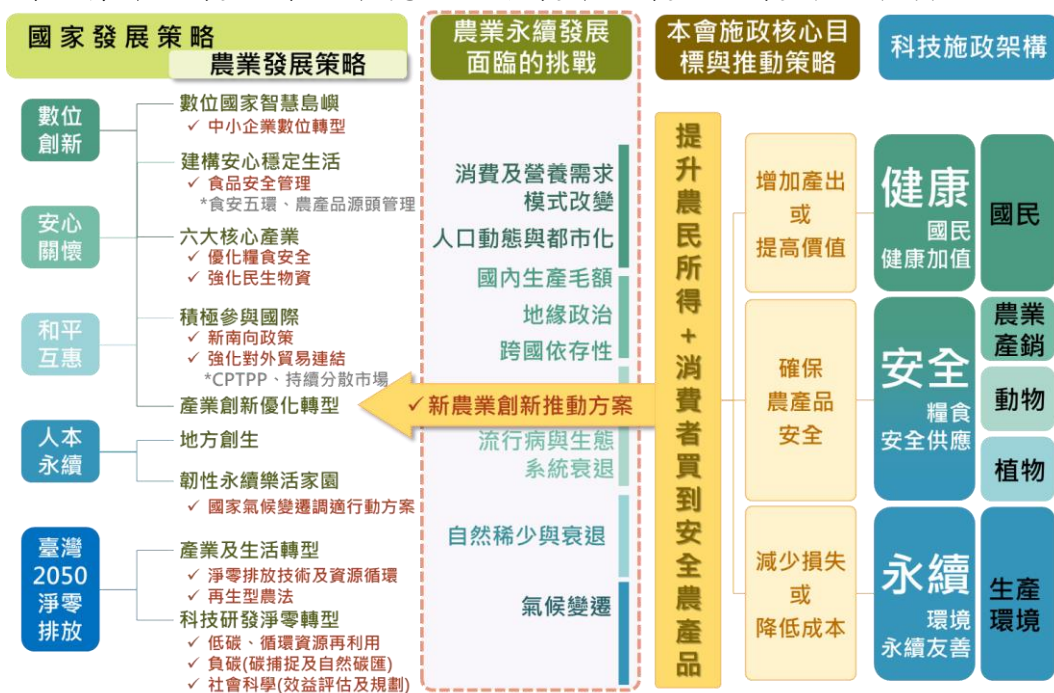 國家發展策略
農業發展策略
數位
創新
數位國家智慧島嶼
✓ 中小企業數位轉型
建構安心穩定生活
✓ 食品安全管理
*食安五環、農產品源頭管理
安心
關懷
六大核心產業
✓ 優化糧食安全
✓ 強化民生物資
和平
互惠
積極參與國際
✓ 新南向政策
✓ 強化對外貿易連結
*CPTPP、持續分散市場
產業創新優化轉型
人本
永續
地方創生
韌性永續樂活家園
✓ 國家氣候變遷調適行動方案
臺灣
2050
淨零
排放
產業及生活轉型
✓ 淨零排放技術及資源循環
✓ 再生型農法
科技研發淨零轉型
✓ 低碳、循環資源再利用
✓ 負碳(碳捕捉及自然碳匯)
✓ 社會科學(效益評估及規劃)
農業永續發展
面臨的挑戰
消費及營養需求
模式改變
人口動態與都市化
國內生產毛額
地緣政治
跨國依存性
✓新農業創新推動方案
流行病與生態
系統衰退
自然稀少與衰退
氣候變遷
本會施政核心目
標與推動策略
提升農民所得+消費者買到安全農產品
增加產出
或
提高價值
確保
農產品
安全
減少損失
或
降低成本
科技施政架構
健康
國民
健康加值
國民
安全
糧食
安全供應
農業
產銷
動物
植物
永續
環境
永續友善
生產
環境